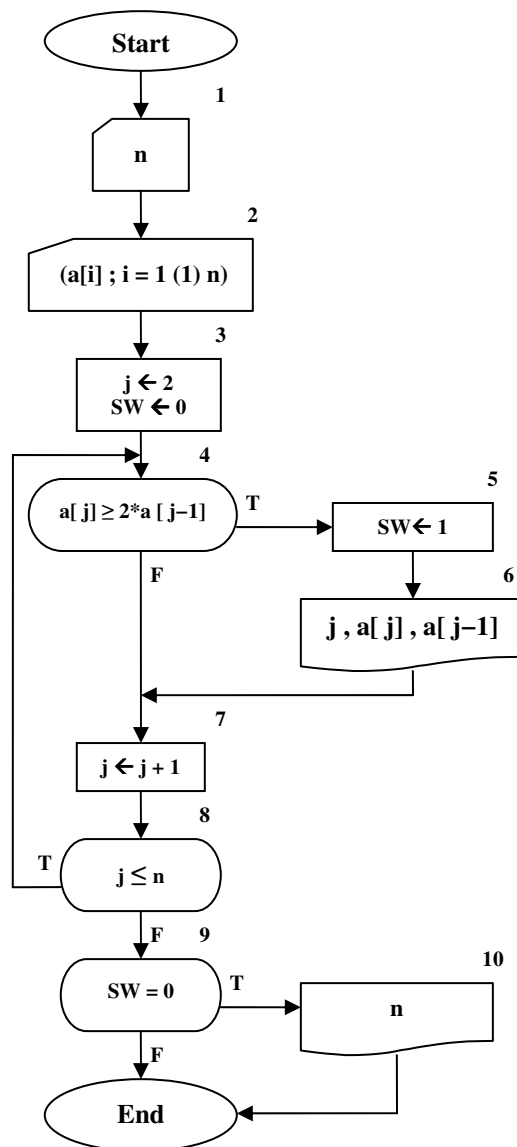 Start
1
n
2
(a[i] ; i = 1 (1) n)
3
j ← 2
SW ← 0
4
a[ j] ≥ 2*a [ j−1]
T
5
SW← 1
F
6
j , a[ j] , a[ j−1]
7
j ← j + 1
8
T
j ≤ n
F
9
SW = 0
T
10
n
F
End